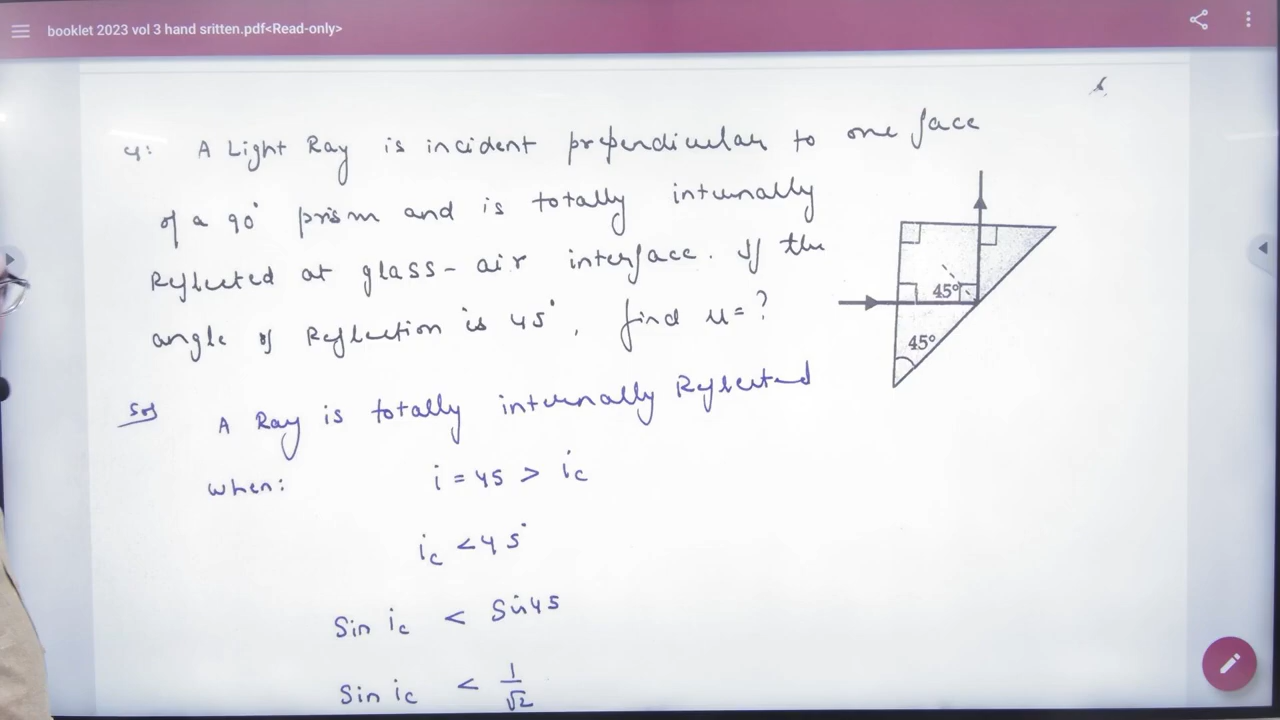 booklet 2023 vol 3 hand sritten.pdf<Read-only>
4: A Light Ray is incident prependicular to one face
of a 90° prism and is totally internally
Reflected at glass-air interface. If the
angle of Reflection is 45°, find u=?
45°
45°
Sol A Ray is totally internally Reflected
when: i = 45 > ic
ic < 45°
Sin ic < Sin 45
Sin ic < 1/√2